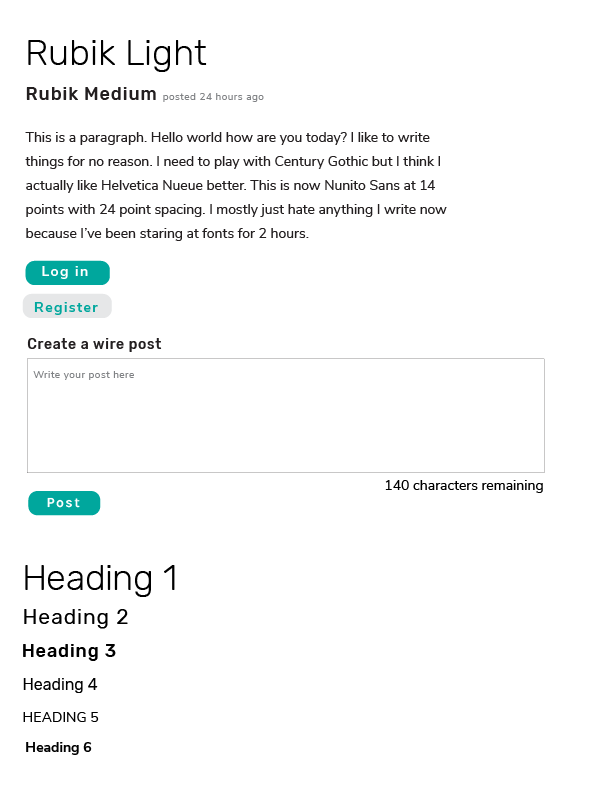 Rubik Light
Rubik Medium posted 24 hours ago
This is a paragraph. Hello world how are you today? I like to write
things for no reason. I need to play with Century Gothic but I think I
actually like Helvetica Nueue better. This is now Nunito Sans at 14
points with 24 point spacing. I mostly just hate anything I write now
because I've been staring at fonts for 2 hours.
Log in
Register
Create a wire post
Write your post here
140 characters remaining
Post
Heading 1
Heading 2
Heading 3
Heading 4
HEADING 5
Heading 6